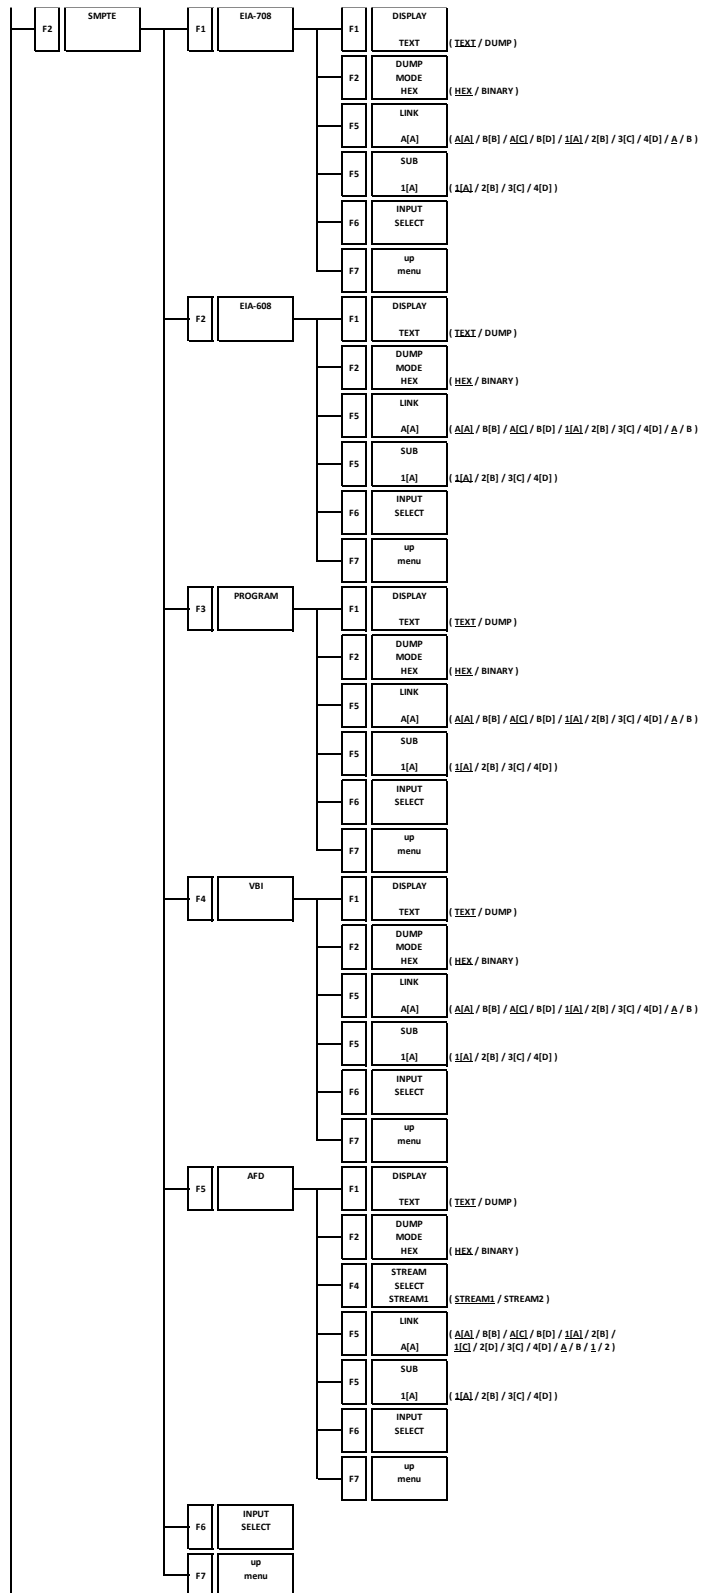 F2
SMPTE
F1
EIA-708
F1
DISPLAY
TEXT
( TEXT / DUMP )
F2
DUMP
MODE
HEX
( HEX / BINARY )
F5
LINK
A[A]
( A[A] / B[B] / A[C] / B[D] / 1[A] / 2[B] / 3[C] / 4[D] / A / B )
F5
SUB
1[A]
( 1[A] / 2[B] / 3[C] / 4[D] )
F6
INPUT
SELECT
F7
up
menu
F2
EIA-608
F1
DISPLAY
TEXT
( TEXT / DUMP )
F2
DUMP
MODE
HEX
( HEX / BINARY )
F5
LINK
A[A]
( A[A] / B[B] / A[C] / B[D] / 1[A] / 2[B] / 3[C] / 4[D] / A / B )
F5
SUB
1[A]
( 1[A] / 2[B] / 3[C] / 4[D] )
F6
INPUT
SELECT
F7
up
menu
F3
PROGRAM
F1
DISPLAY
TEXT
( TEXT / DUMP )
F2
DUMP
MODE
HEX
( HEX / BINARY )
F5
LINK
A[A]
( A[A] / B[B] / A[C] / B[D] / 1[A] / 2[B] / 3[C] / 4[D] / A / B )
F5
SUB
1[A]
( 1[A] / 2[B] / 3[C] / 4[D] )
F6
INPUT
SELECT
F7
up
menu
F4
VBI
F1
DISPLAY
TEXT
( TEXT / DUMP )
F2
DUMP
MODE
HEX
( HEX / BINARY )
F5
LINK
A[A]
( A[A] / B[B] / A[C] / B[D] / 1[A] / 2[B] / 3[C] / 4[D] / A / B )
F5
SUB
1[A]
( 1[A] / 2[B] / 3[C] / 4[D] )
F6
INPUT
SELECT
F7
up
menu
F5
AFD
F1
DISPLAY
TEXT
( TEXT / DUMP )
F2
DUMP
MODE
HEX
( HEX / BINARY )
F4
STREAM
SELECT
STREAM1
( STREAM1 / STREAM2 )
F5
LINK
A[A]
( A[A] / B[B] / A[C] / B[D] / 1[A] / 2[B] /
1[C] / 2[D] / 3[C] / 4[D] / A / B / 1 / 2 )
F5
SUB
1[A]
( 1[A] / 2[B] / 3[C] / 4[D] )
F6
INPUT
SELECT
F7
up
menu
F6
INPUT
SELECT
F7
up
menu